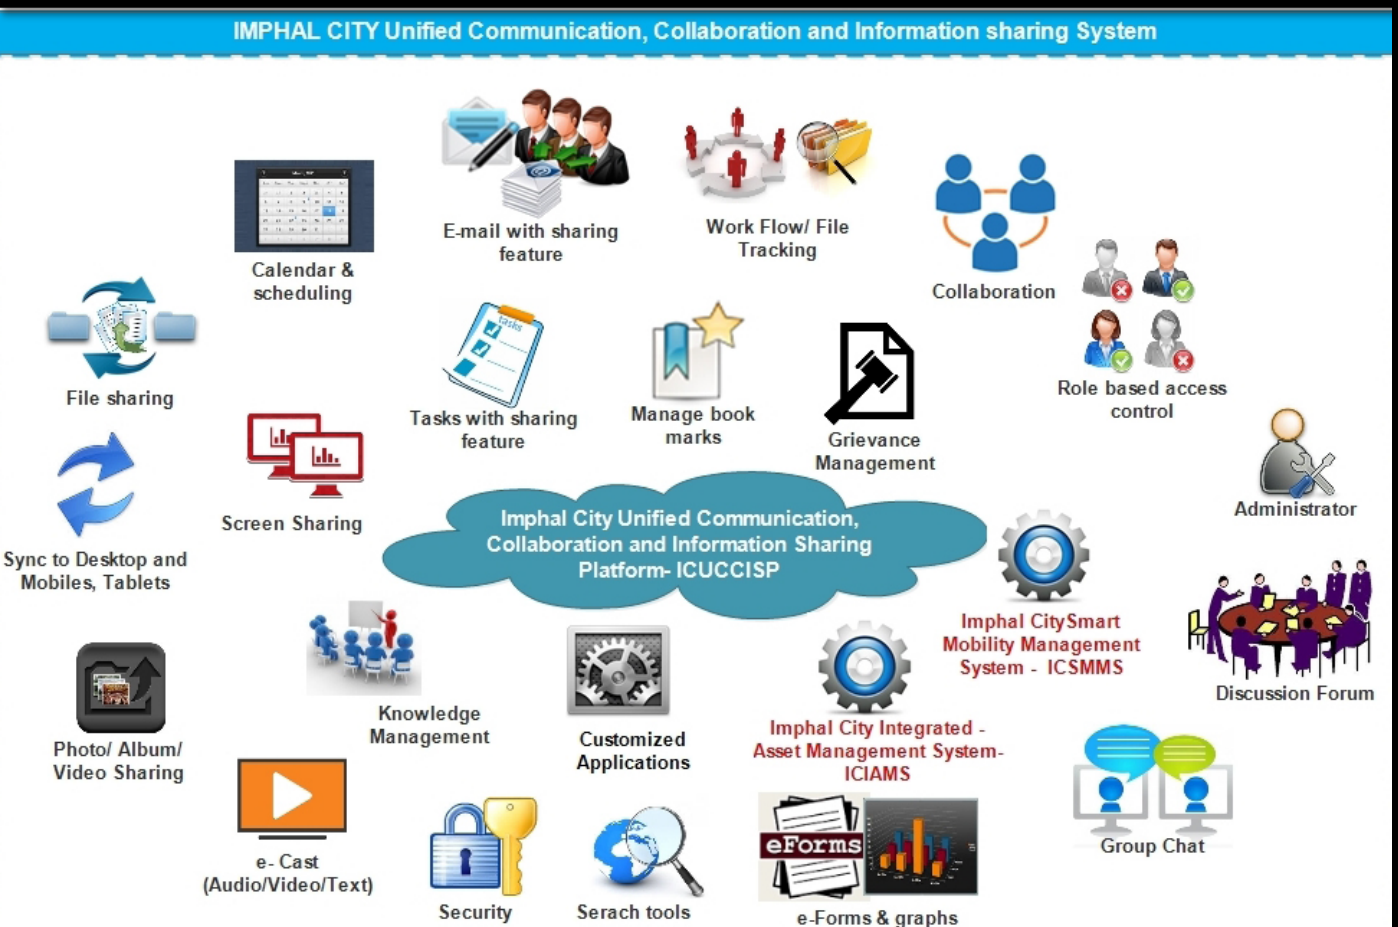 IMPHAL CITY Unified Communication, Collaboration and Information sharing System
E-mail with sharing
feature
Work Flow/ File
Tracking
Calendar &
scheduling
Collaboration
File sharing
tasks
Tasks with sharing
feature
Manage book
marks
Grievance
Management
Role based access
control
Screen Sharing
Administrator
Sync to Desktop and
Mobiles, Tablets
Imphal City Unified Communication,
Collaboration and Information Sharing
Platform- ICUCCISP
Imphal CitySmart
Mobility Management
System - ICSMMS
Discussion Forum
Photo/ Album/
Video Sharing
Knowledge
Management
Customized
Applications
Imphal City Integrated -
Asset Management System-
ICIAMS
e- Cast
(Audio/Video/Text)
Security
Serach tools
eForms
e-Forms & graphs
Group Chat